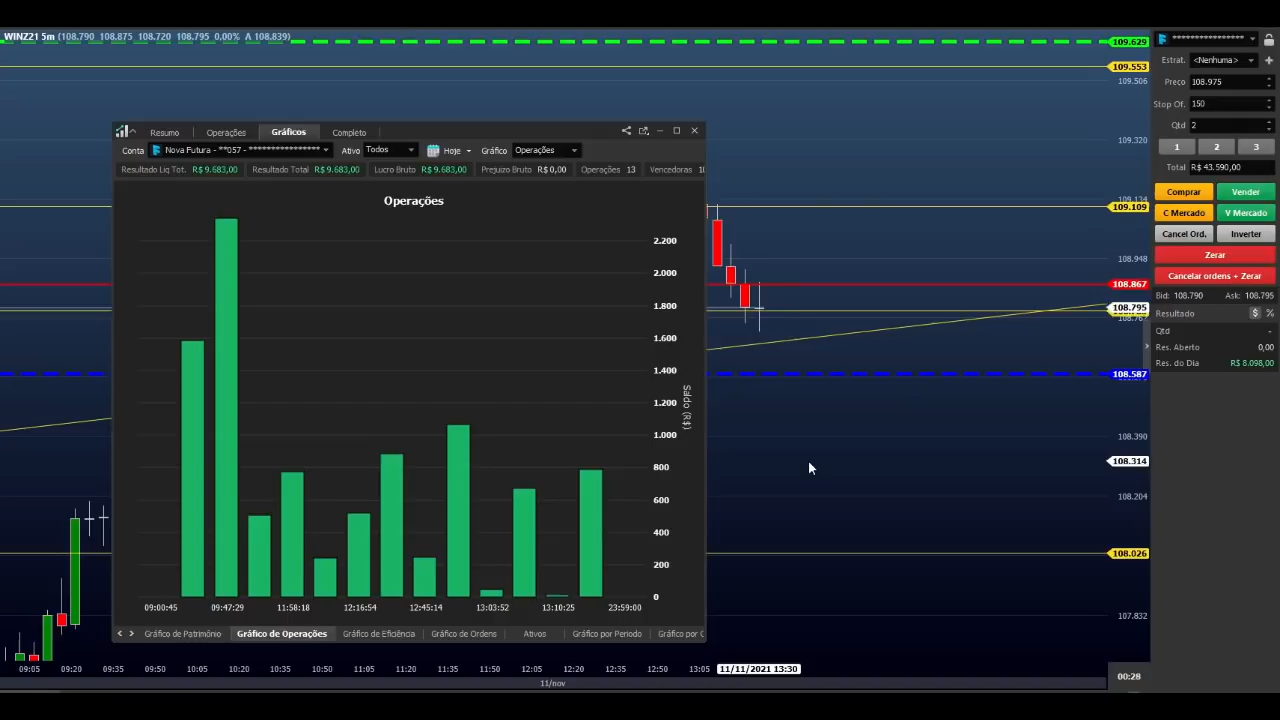 WINZ21 5m (108.790 108.875 108.720 108.795 0,00% A 108.839)
109.629
109.553
109.506
109.320
109.134
109.109
108.948
108.867
108.795
108.767
108.587
108.390
108.314
108.204
108.026
107.832
Resumo Operações Gráficos Completo
Conta Nova Futura - **057 - **************** Ativo Todos Hoje Gráfico Operações
Resultado Liq Tot. R$ 9.683,00 Resultado Total R$ 9.683,00 Lucro Bruto R$ 9.683,00 Prejuizo Bruto R$ 0,00 Operações 13 Vencedoras
Operações
2.200
2.000
1.800
1.600
1.400
1.200
1.000
800
600
400
200
0
Saldo (R$)
09:00:45 09:47:29 11:58:18 12:16:54 12:45:14 13:03:52 13:10:25 23:59:00
Gráfico de Patrimônio Gráfico de Operações Gráfico de Eficiência Gráfico de Ordens Ativos Gráfico por Periodo Gráfico por C
09:05 09:20 09:35 09:50 10:05 10:20 10:35 10:50 11:05 11:20 11:35 11:50 12:05 12:20 12:35 12:50 13:05 11/11/2021 13:30
11/nov
00:28
****************
Estrat. <Nenhuma>
Preço 108.975
Stop Of. 150
Qtd 2
1 2 3
Total R$ 43.590,00
Comprar Vender
C Mercado V Mercado
Cancel Ord. Inverter
Zerar
Cancelar ordens + Zerar
Bid: 108.790 Ask: 108.795
Resultado $ %
Qtd -
Res. Aberto 0,00
Res. do Dia R$ 8.098,00